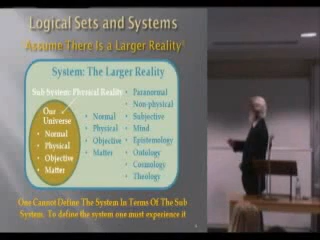 Logical Sets and Systems
Assume There Is a Larger Reality
System: The Larger Reality
Sub System: Physical Reality
Our
Universe
• Normal
• Physical
• Objective
• Matter
• Normal
• Physical
• Objective
• Matter
• Paranormal
• Non-physical
• Subjective
• Mind
• Epistemology
• Ontology
• Cosmology
• Theology
One Cannot Define The System In Terms Of The Sub
System. To define the system one must experience it